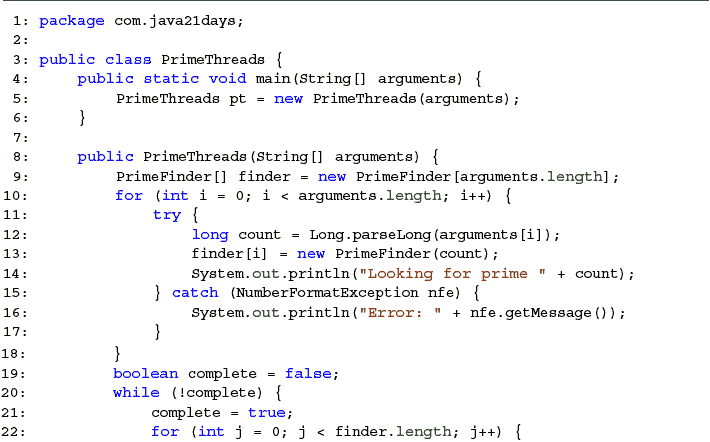 1: package com.java21days;
2:
3: public class PrimeThreads {
4:     public static void main(String[] arguments) {
5:         PrimeThreads pt = new PrimeThreads(arguments);
6:     }
7:
8:     public PrimeThreads(String[] arguments) {
9:         PrimeFinder[] finder = new PrimeFinder[arguments.length];
10:         for (int i = 0; i < arguments.length; i++) {
11:             try {
12:                 long count = Long.parseLong(arguments[i]);
13:                 finder[i] = new PrimeFinder(count);
14:                 System.out.println("Looking for prime " + count);
15:             } catch (NumberFormatException nfe) {
16:                 System.out.println("Error: " + nfe.getMessage());
17:             }
18:         }
19:         boolean complete = false;
20:         while (!complete) {
21:             complete = true;
22:             for (int j = 0; j < finder.length; j++) {